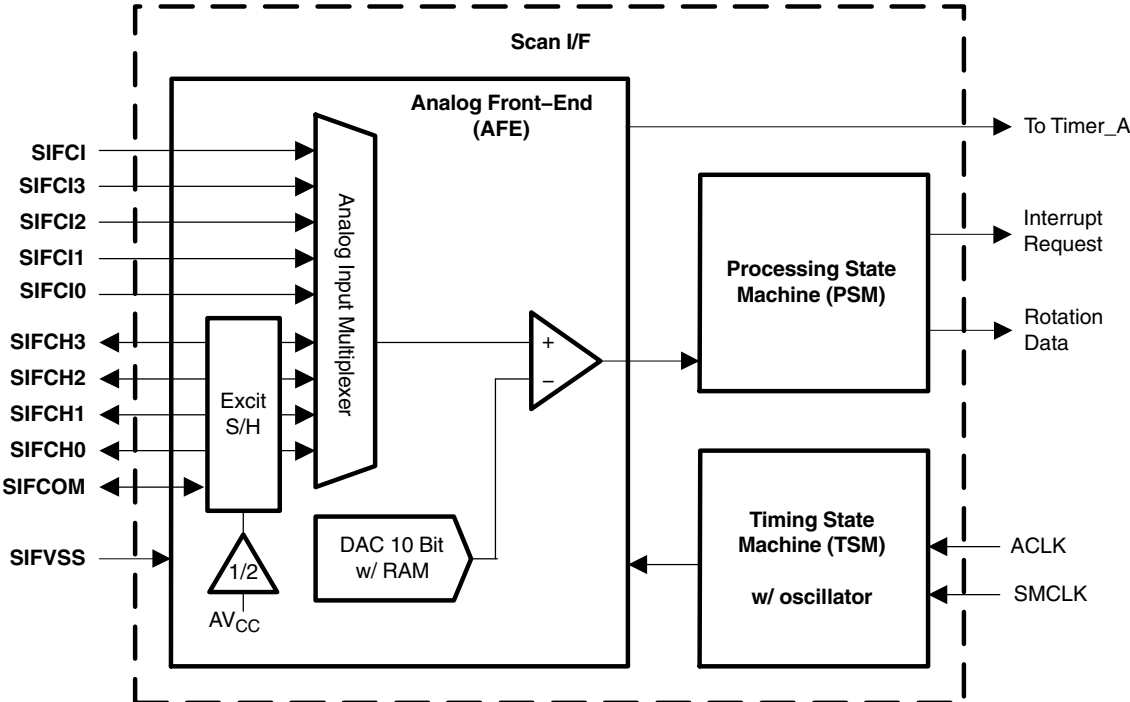 Scan I/F
Analog Front–End
(AFE)
To Timer_A
SIFCI
SIFCI3
SIFCI2
SIFCI1
SIFCI0
SIFCH3
SIFCH2
SIFCH1
SIFCH0
SIFCOM
SIFVSS
Excit
S/H
Analog Input Multiplexer
+
−
1/2
AVCC
DAC 10 Bit
w/ RAM
Processing State
Machine (PSM)
Interrupt
Request
Rotation
Data
Timing State
Machine (TSM)
w/ oscillator
ACLK
SMCLK